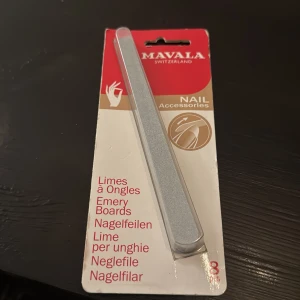 MAVALA
SWITZERLAND
NAIL
Accessories
Limes
à Ongles
Emery
Boards
Nagelfeilen
Lime
per unghie
Neglefile
Nagelfilar
8